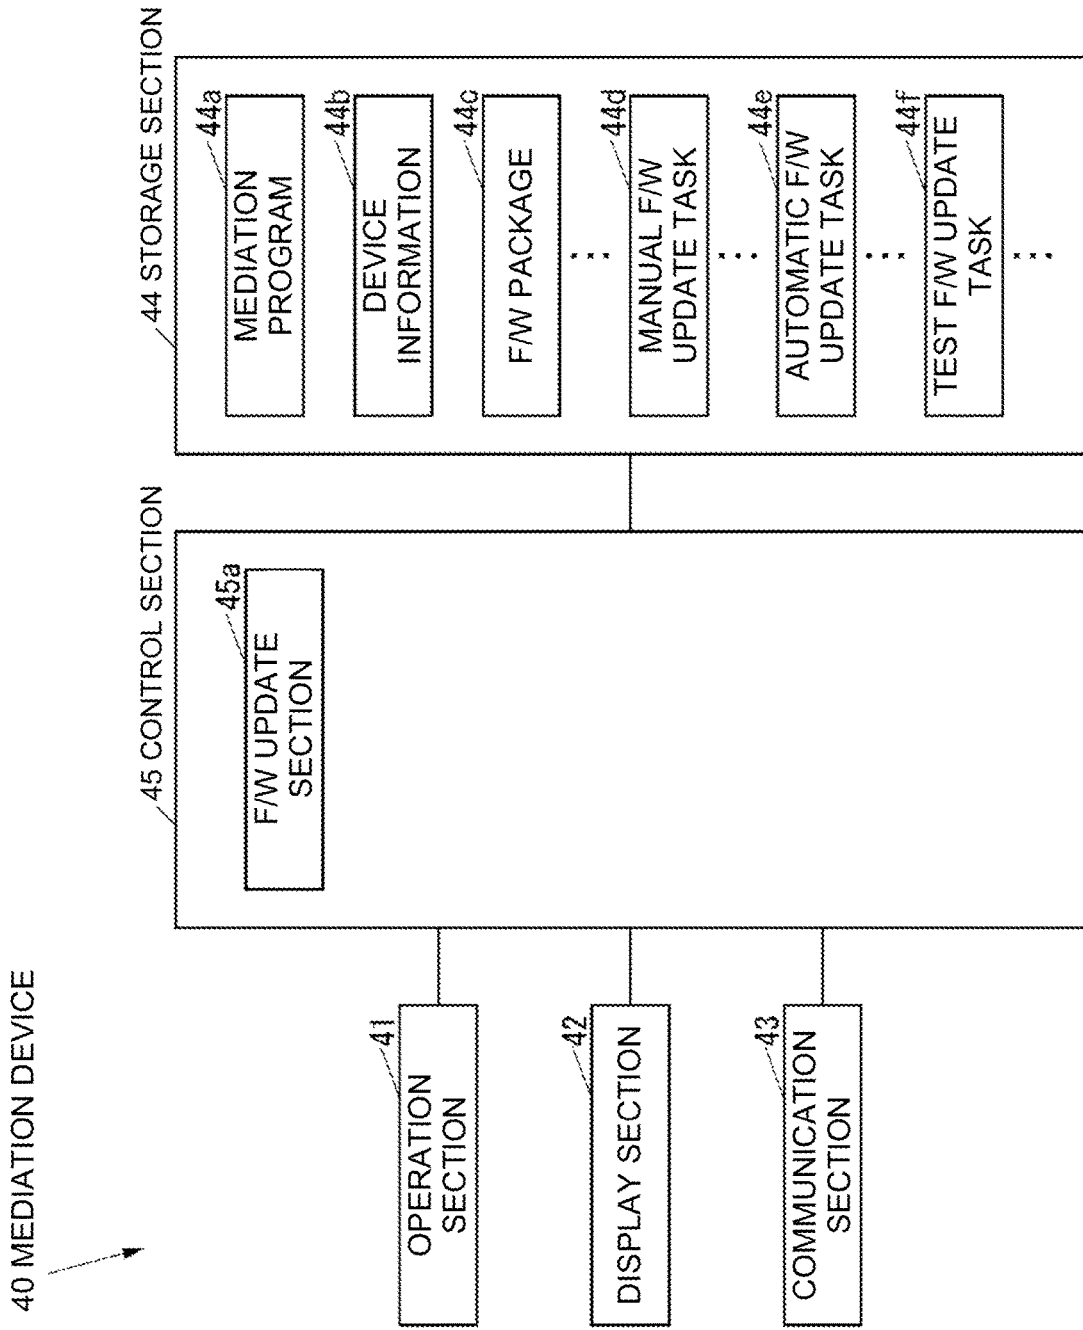 40 MEDIATION DEVICE
41
OPERATION
SECTION
42
DISPLAY SECTION
43
COMMUNICATION
SECTION
45 CONTROL SECTION
45a
F/W UPDATE
SECTION
44 STORAGE SECTION
44a
MEDIATION
PROGRAM
44b
DEVICE
INFORMATION
44c
F/W PACKAGE
44d
MANUAL F/W
UPDATE TASK
44e
AUTOMATIC F/W
UPDATE TASK
44f
TEST F/W UPDATE
TASK